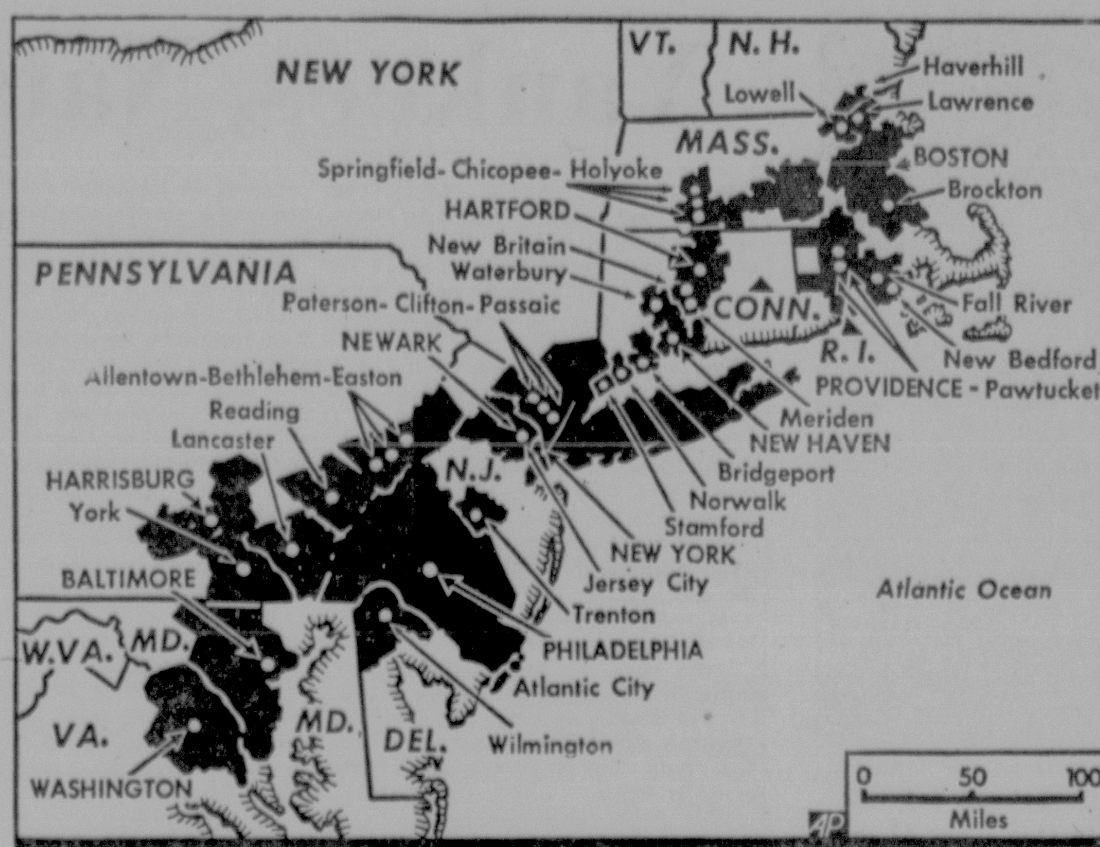 VT.
N. H.
NEW YORK
Haverhill
Lowell
Lawrence
MASS.
BOSTON
Springfield-Chicopee-Holyoke
Brockton
HARTFORD
New Britain
PENNSYLVANIA
Waterbury
Paterson-Clifton-Passaic
CONN.
Fall River
NEWARK
R. I.
New Bedford
Allentown-Bethlehem-Easton
PROVIDENCE - Pawtucket
Reading
Meriden
Lancaster
NEW HAVEN
N.J.
Bridgeport
HARRISBURG
Norwalk
York
Stamford
NEW YORK
BALTIMORE
Jersey City
Atlantic Ocean
Trenton
W.VA.
MD.
PHILADELPHIA
Atlantic City
VA.
MD.
DEL.
Wilmington
WASHINGTON
0 50 100
Miles
AP